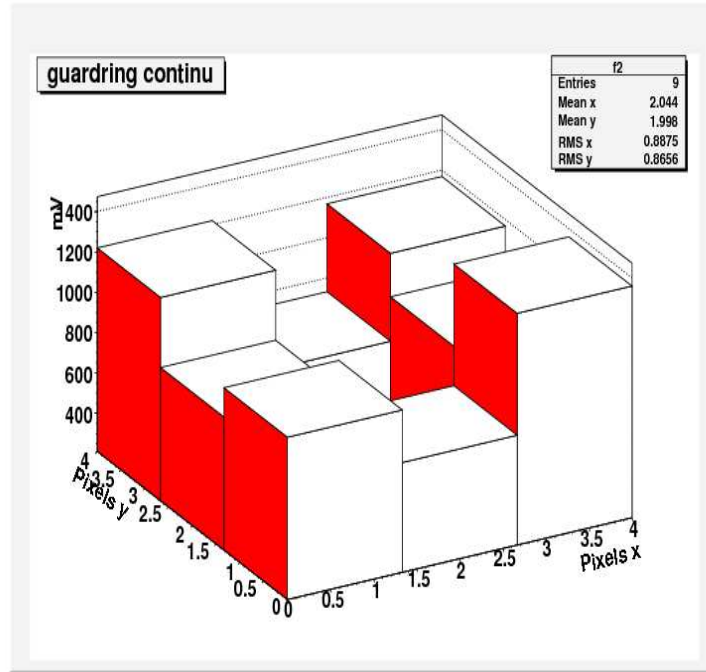 guardring continu
f2
Entries 9
Mean x 2.044
Mean y 1.998
RMS x 0.8875
RMS y 0.8656
mV
1400
1200
1000
800
600
400
4
3.5
3
2.5
2
1.5
1
0.5
0
Pixels y
0
0.5
1
1.5
2
2.5
3
3.5
4
Pixels x